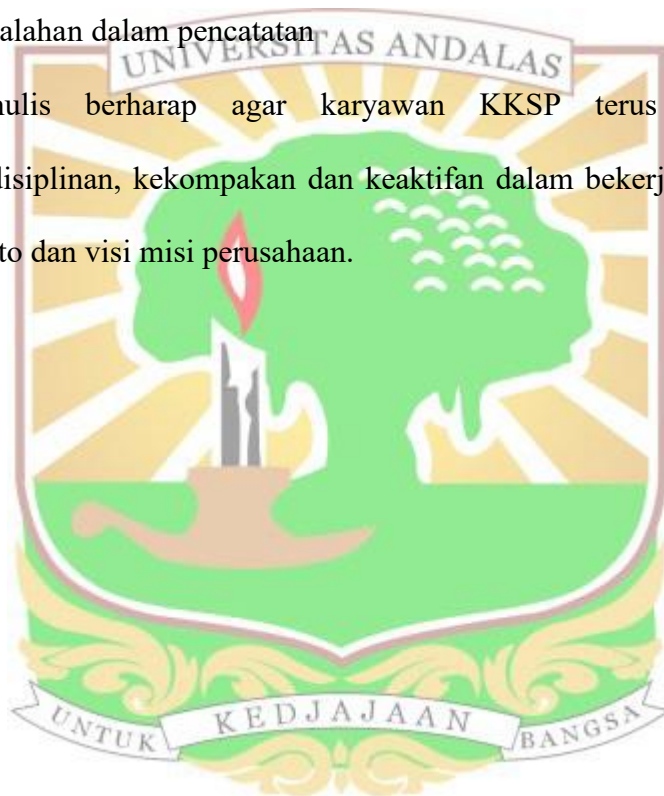 alahan dalam pencatatan
UNIVERSITAS ANDALAS
nulis berharap agar karyawan KKSP terus
disiplinan, kekompakan dan keaktifan dalam bekerj
to dan visi misi perusahaan.
UNTUK KEDJAJAAN BANGSA